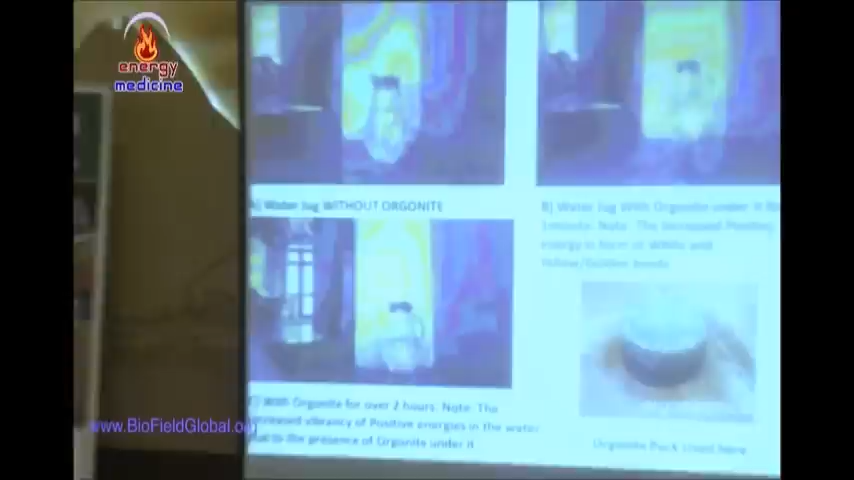 energy
medicine
A) Water Jug WITHOUT ORGONITE
B) Water Jug With Orgonite under it
5 minute. Note: The increased Positive
energy in form of White and
Yellow/Golden bands
C) With Orgonite for over 2 hours. Note: The
increased vibrancy of Positive energies in the water
due to the presence of Orgonite under it
Orgonite Puck Used here
www.BioFieldGlobal.org